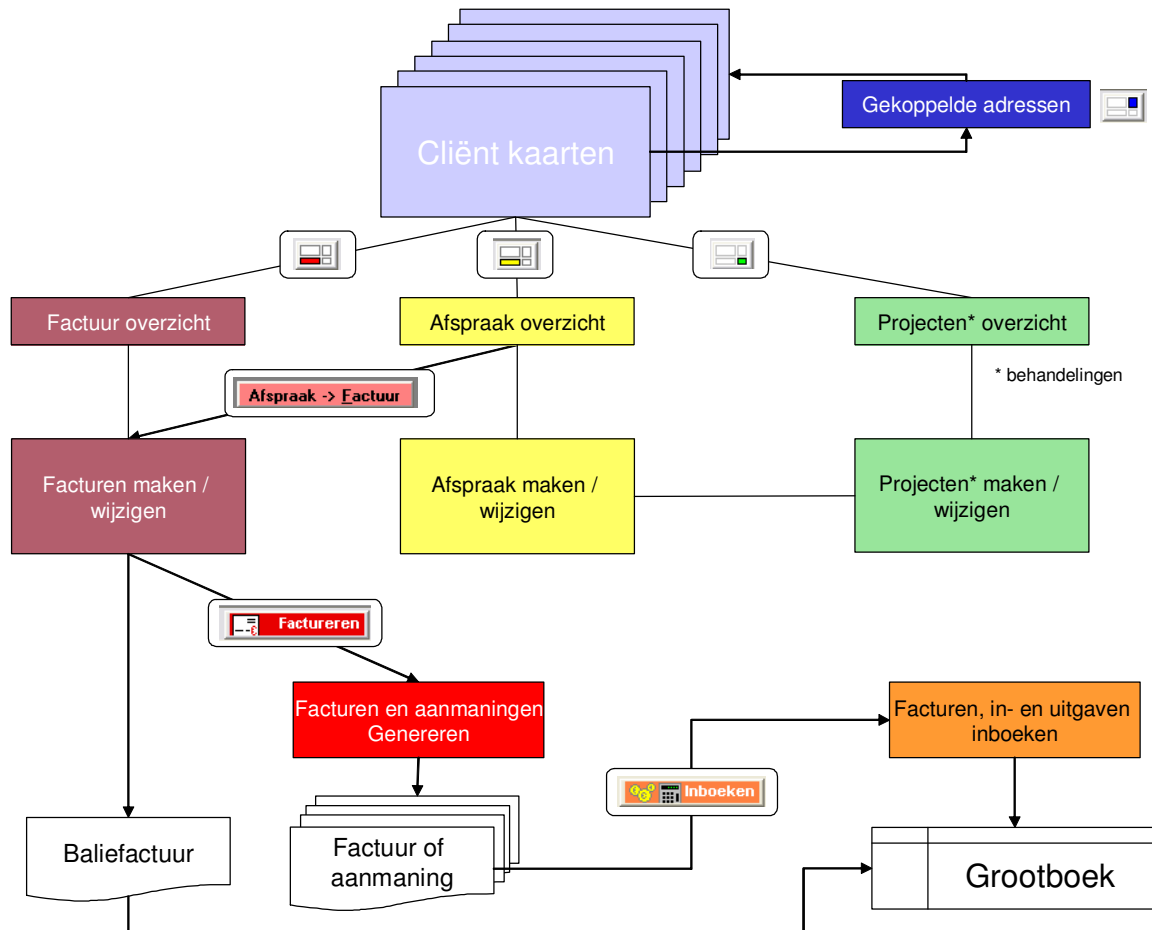 Gekoppelde adressen
Cliënt kaarten
Factuur overzicht
Afspraak overzicht
Projecten* overzicht
* behandelingen
Afspraak -> Factuur
Facturen maken /
wijzigen
Afspraak maken /
wijzigen
Projecten* maken /
wijzigen
Factureren
Facturen en aanmaningen
Genereren
Facturen, in- en uitgaven
inboeken
Inboeken
Baliefactuur
Factuur of
aanmaning
Grootboek